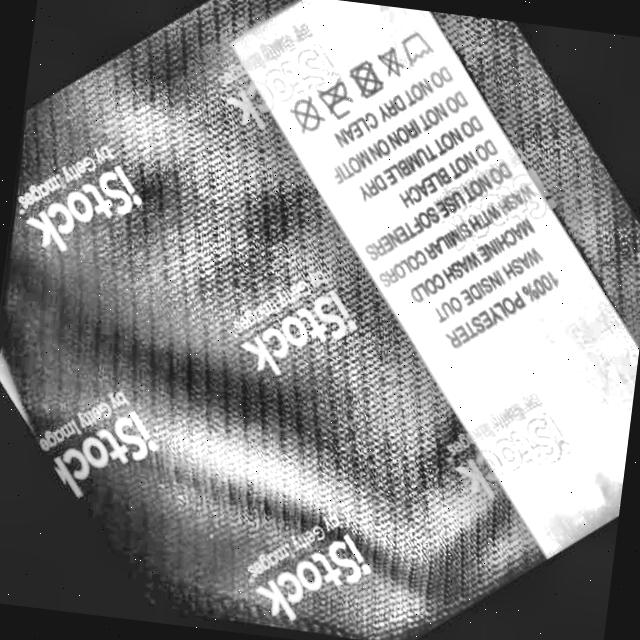 100% POLYESTER
WASH INSIDE OUT
MACHINE WASH COLD
WASH WITH SIMILAR COLORS
DO NOT USE SOFTENERS
DO NOT BLEACH
DO NOT TUMBLE DRY
DO NOT IRON ON MOTIF
DO NOT DRY CLEAN
iStock
by Getty Images
iStock
by Getty Images
iStock
by Getty Images
iStock
by Getty Images